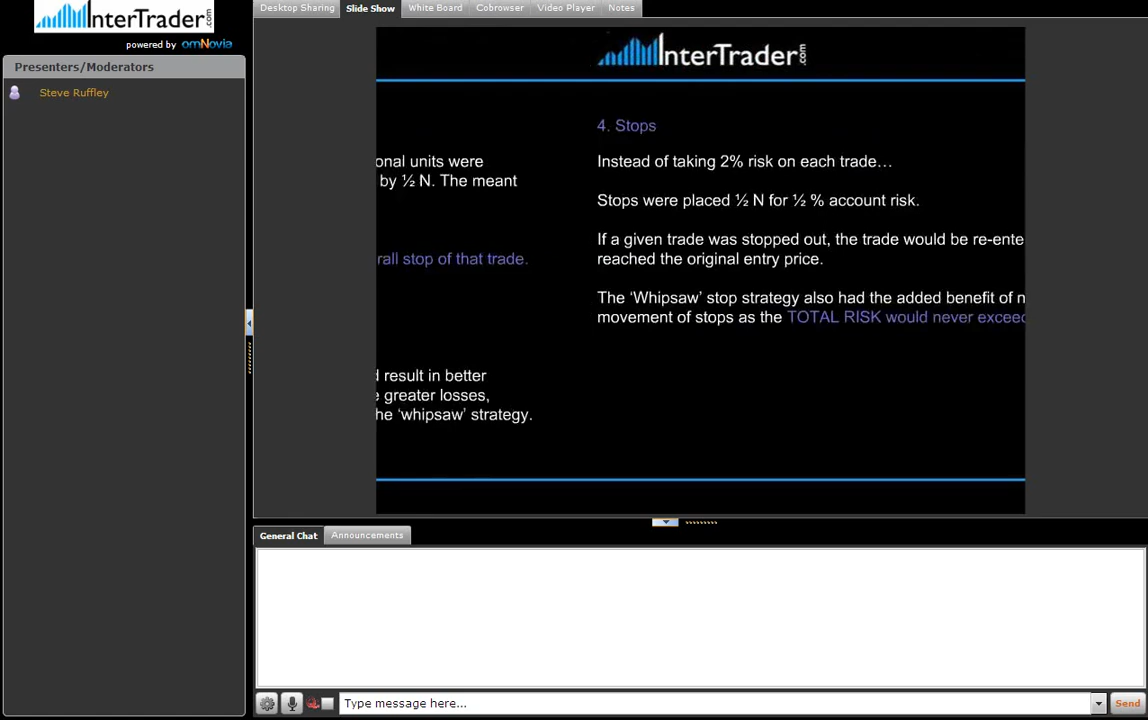 InterTrader.com
powered by omNovia
Presenters/Moderators
Steve Ruffley
Desktop Sharing
Slide Show
White Board
Cobrowser
Video Player
Notes
InterTrader.com
onal units were
by ½ N. The meant
rall stop of that trade.
result in better
greater losses,
he ‘whipsaw’ strategy.
4. Stops
Instead of taking 2% risk on each trade…
Stops were placed ½ N for ½ % account risk.
If a given trade was stopped out, the trade would be re-ente
reached the original entry price.
The ‘Whipsaw’ stop strategy also had the added benefit of n
movement of stops as the TOTAL RISK would never exceed
General Chat
Announcements
Type message here...
Send